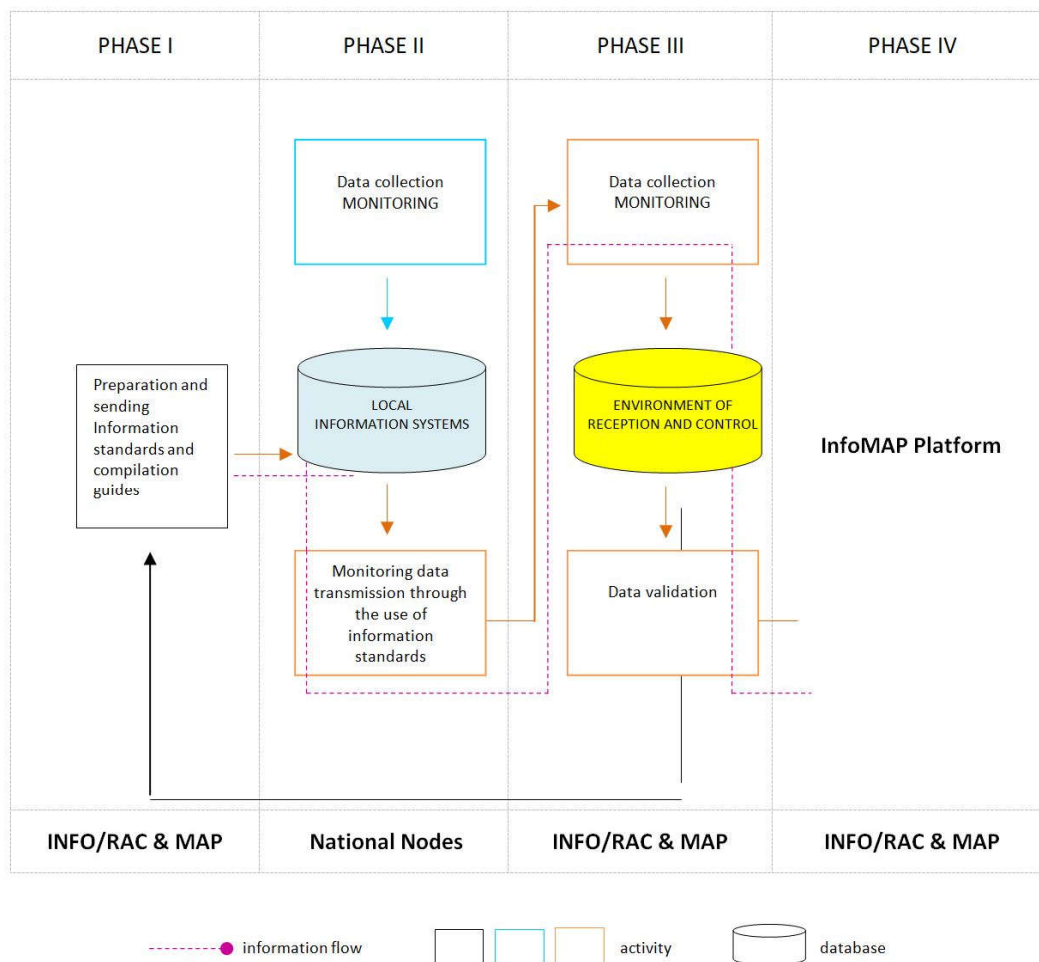 PHASE I
PHASE II
PHASE III
PHASE IV
Data collection
MONITORING
Data collection
MONITORING
Preparation and
sending
Information
standards and
compilation
guides
LOCAL
INFORMATION SYSTEMS
ENVIRONMENT OF
RECEPTION AND CONTROL
InfoMAP Platform
Monitoring data
transmission through
the use of
information
standards
Data validation
INFO/RAC & MAP
National Nodes
INFO/RAC & MAP
INFO/RAC & MAP
information flow
activity
database